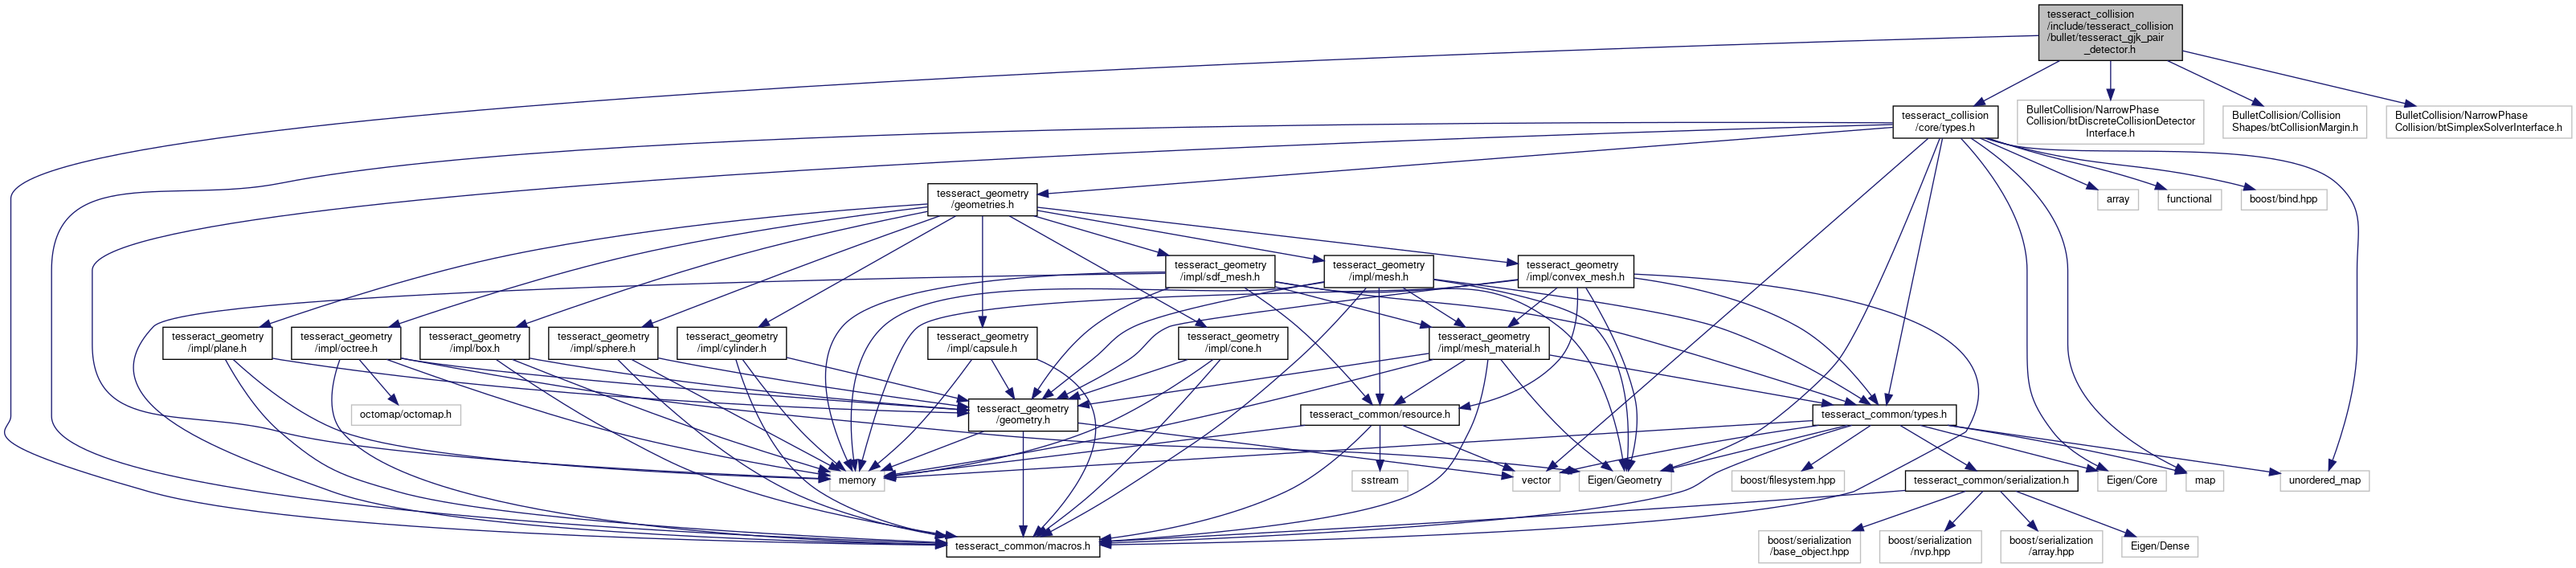 tesseract_collision
/include/tesseract_collision
/bullet/tesseract_gjk_pair
_detector.h
tesseract_collision
/core/types.h
BulletCollision/NarrowPhase
Collision/btDiscreteCollisionDetector
Interface.h
BulletCollision/Collision
Shapes/btCollisionMargin.h
BulletCollision/NarrowPhase
Collision/btSimplexSolverInterface.h
tesseract_geometry
/geometries.h
array
functional
boost/bind.hpp
tesseract_geometry
/impl/sdf_mesh.h
tesseract_geometry
/impl/mesh.h
tesseract_geometry
/impl/convex_mesh.h
tesseract_geometry
/impl/plane.h
tesseract_geometry
/impl/octree.h
tesseract_geometry
/impl/box.h
tesseract_geometry
/impl/sphere.h
tesseract_geometry
/impl/cylinder.h
tesseract_geometry
/impl/capsule.h
tesseract_geometry
/impl/cone.h
tesseract_geometry
/impl/mesh_material.h
octomap/octomap.h
tesseract_geometry
/geometry.h
tesseract_common/resource.h
tesseract_common/types.h
memory
sstream
vector
Eigen/Geometry
boost/filesystem.hpp
tesseract_common/serialization.h
Eigen/Core
map
unordered_map
tesseract_common/macros.h
boost/serialization
/base_object.hpp
boost/serialization
/nvp.hpp
boost/serialization
/array.hpp
Eigen/Dense